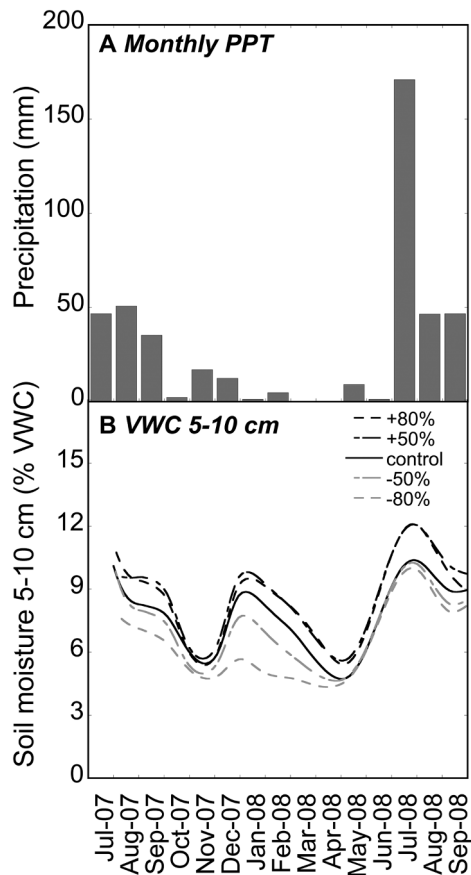 A Monthly PPT
Precipitation (mm)
200
150
100
50
0
B VWC 5-10 cm
Soil moisture 5-10 cm (% VWC)
+80%
+50%
control
-50%
-80%
15
12
9
6
3
0
Jul-07
Aug-07
Sep-07
Oct-07
Nov-07
Dec-07
Jan-08
Feb-08
Mar-08
Apr-08
May-08
Jun-08
Jul-08
Aug-08
Sep-08